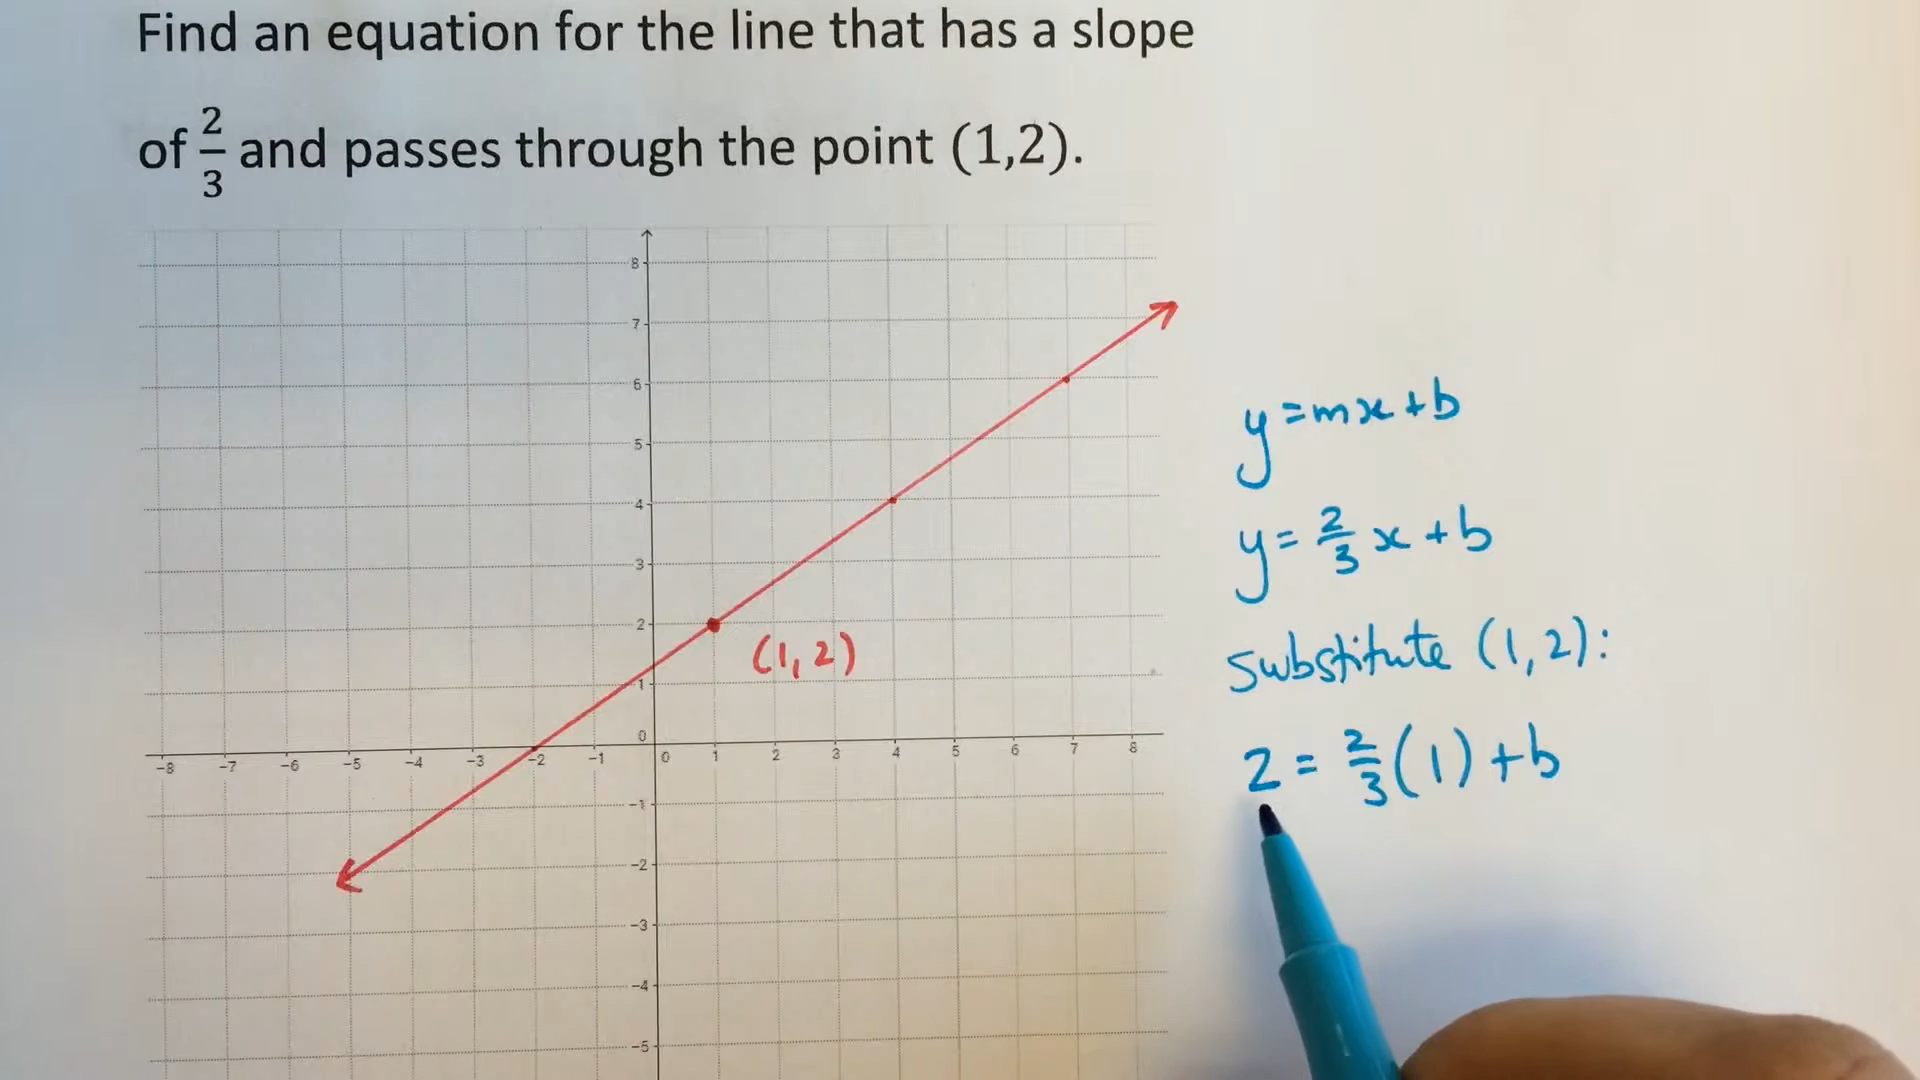 Find an equation for the line that has a slope
of 2/3 and passes through the point (1,2).
8
7
6
5
4
3
2
(1,2)
1
0
-8 -7 -6 -5 -4 -3 -2 -1 0 1 2 3 4 5 6 7 8
-1
-2
-3
-4
-5
y=mx+b
y= 2/3 x+b
substitute (1,2):
2= 2/3(1)+b